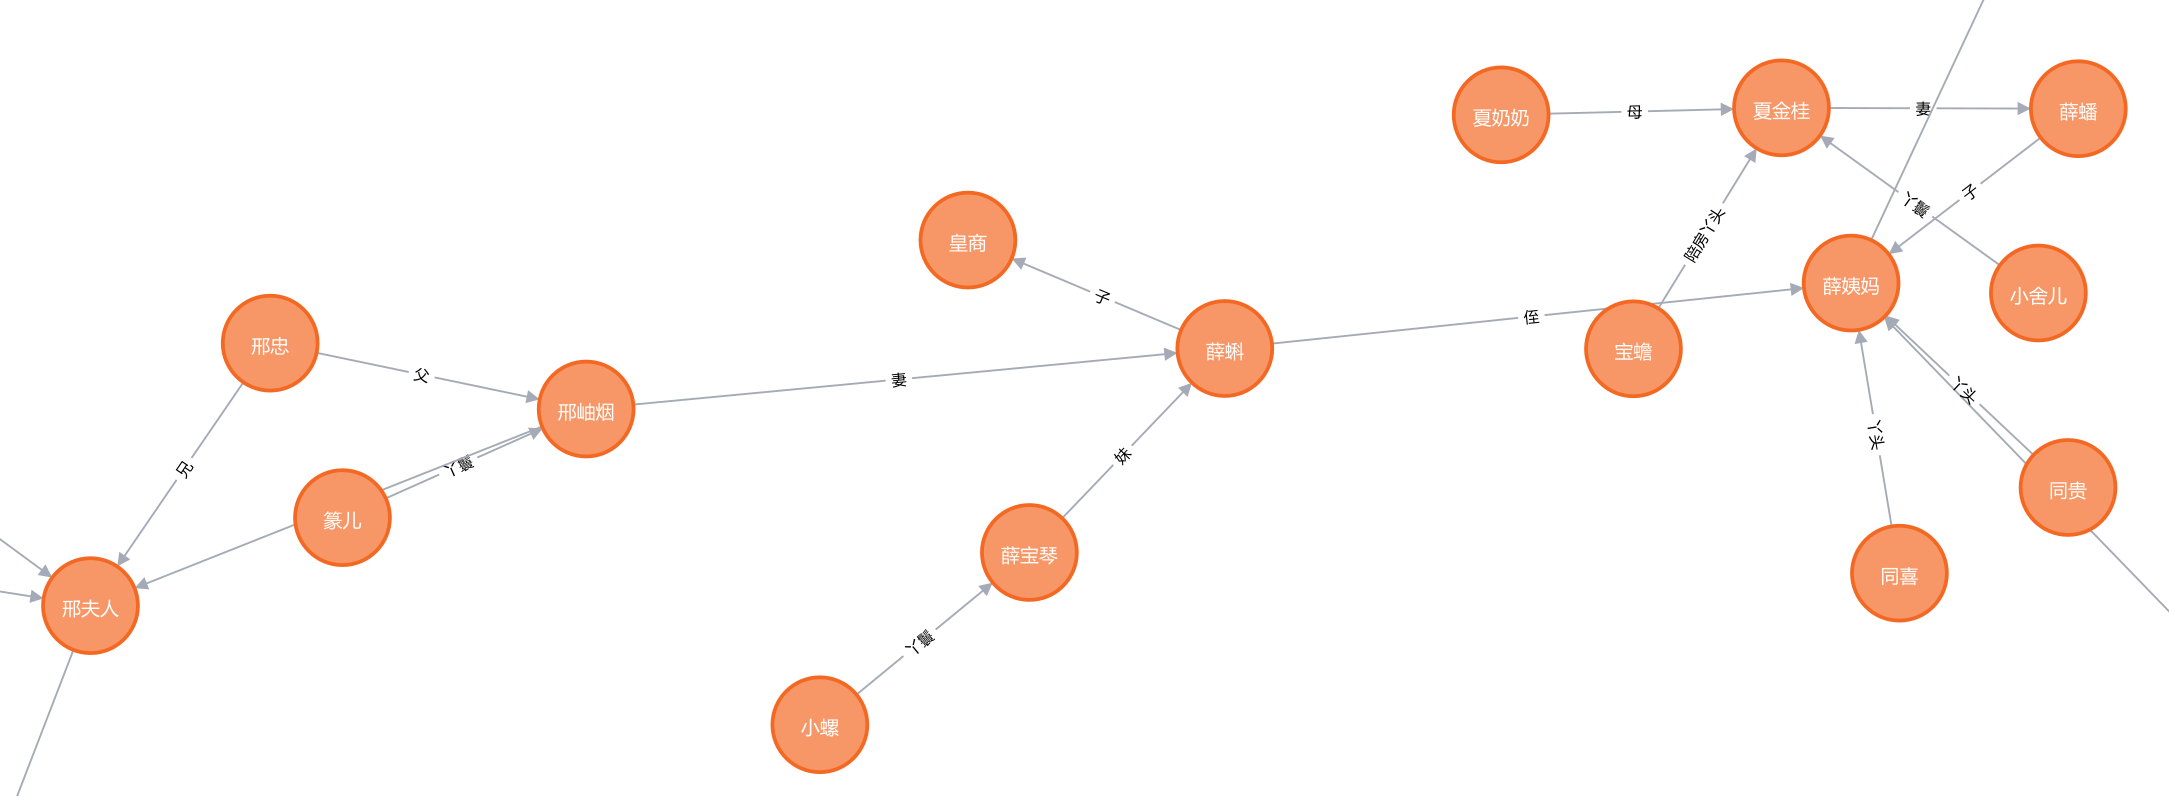 夏奶奶
母
夏金桂
妻
薛蟠
子
丫鬟
陪房丫头
皇商
子
薛姨妈
小舍儿
侄
宝蟾
邢忠
父
薛蝌
妻
邢岫烟
丫头
丫头
兄
丫鬟
妹
同贵
篆儿
薛宝琴
同喜
邢夫人
丫鬟
小螺